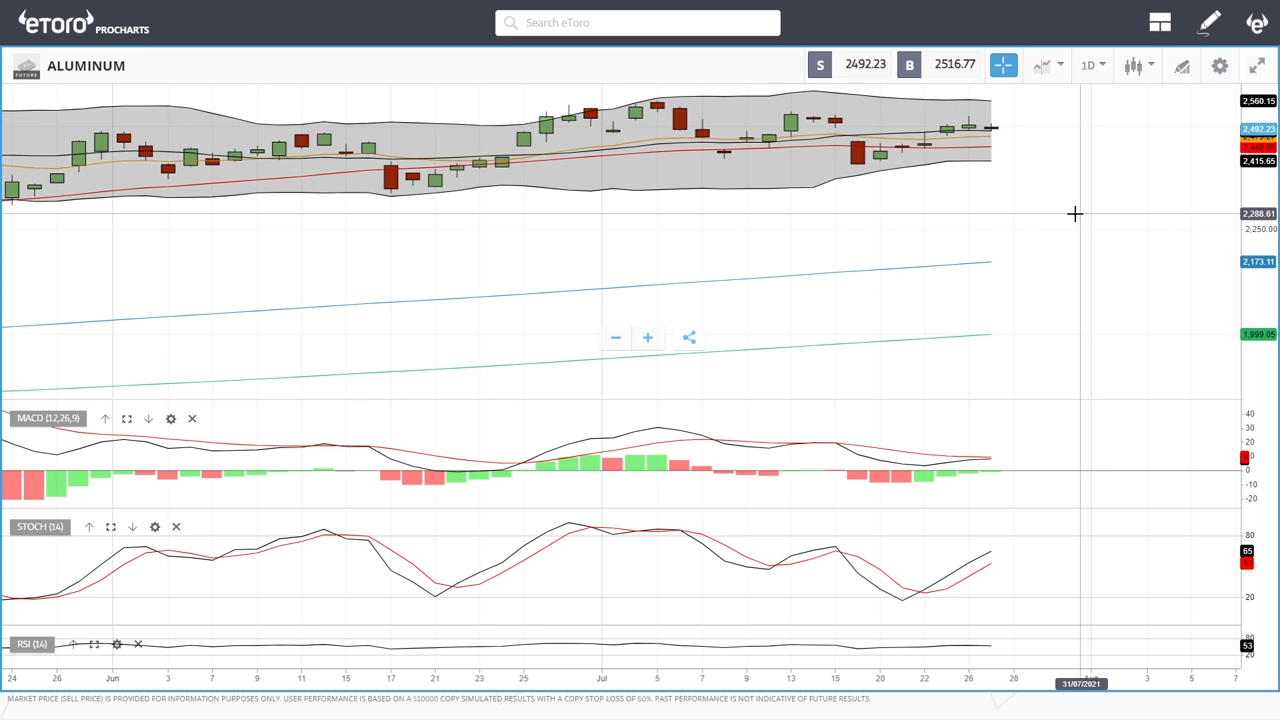 eTORO PROCHARTS
Search eToro
FUTURE
ALUMINUM
S 2492.23 B 2516.77
1D
2,560.15
2,492.23
2,449.85
2,415.65
2,288.61
2,250.00
2,173.11
1,999.05
MACD (12,26,9)
40
30
20
0
-10
-20
STOCH (14)
80
65
20
RSI (14)
80
53
20
24 26 Jun 3 7 9 11 15 17 21 23 25 Jul 5 7 9 13 15 20 22 26 28 3 5 7
31/07/2021
MARKET PRICE (SELL PRICE) IS PROVIDED FOR INFORMATION PURPOSES ONLY. USER PERFORMANCE IS BASED ON A $10000 COPY SIMULATED RESULTS WITH A COPY STOP LOSS OF 60%. PAST PERFORMANCE IS NOT INDICATIVE OF FUTURE RESULTS.